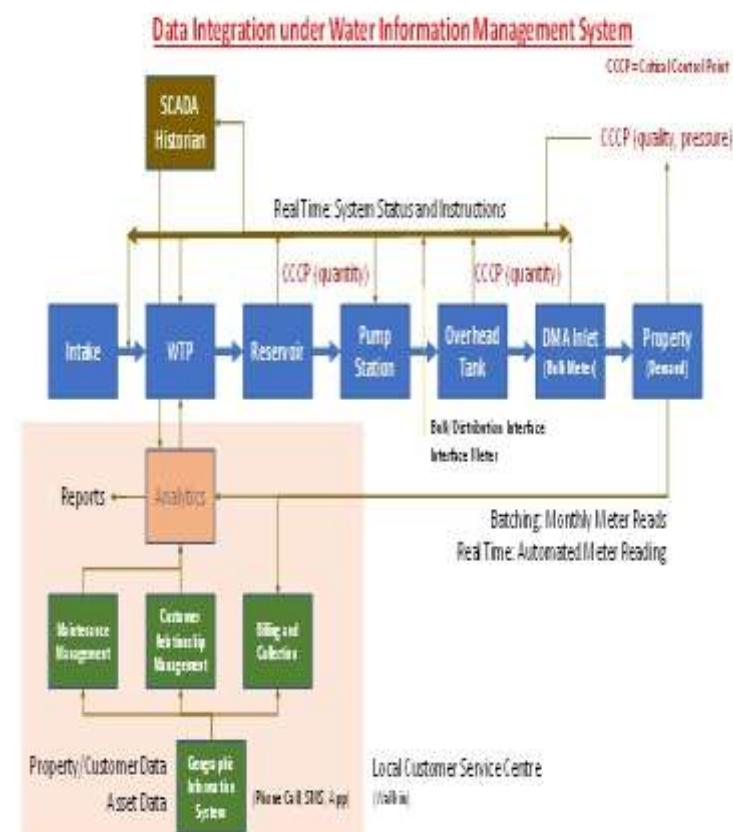 Data Integration under Water Information Management System
CCCP=Critical Control Point
SCADA
Historian
CCCP (quality, pressure)
Real Time: System Status and Instructions
CCCP (quantity)
CCCP (quantity)
Intake
WTP
Reservoir
Pump
Station
Overhead
Tank
DMA Inlet
(Bulk Meter(
Property
(Demand)
Bulk/Distribution Interface
Interface Meter
Reports
Analytics
Batching: Monthly Meter Reads
Real Time: Automated Meter Reading
Maintenance
Management
Customer
Relationship
Management
Billing and
Collection
Property/Customer Data
Asset Data
Geographic
Information
System
(Phone Call, SMS, App)
Local Customer Service Centre
(Walk-in)